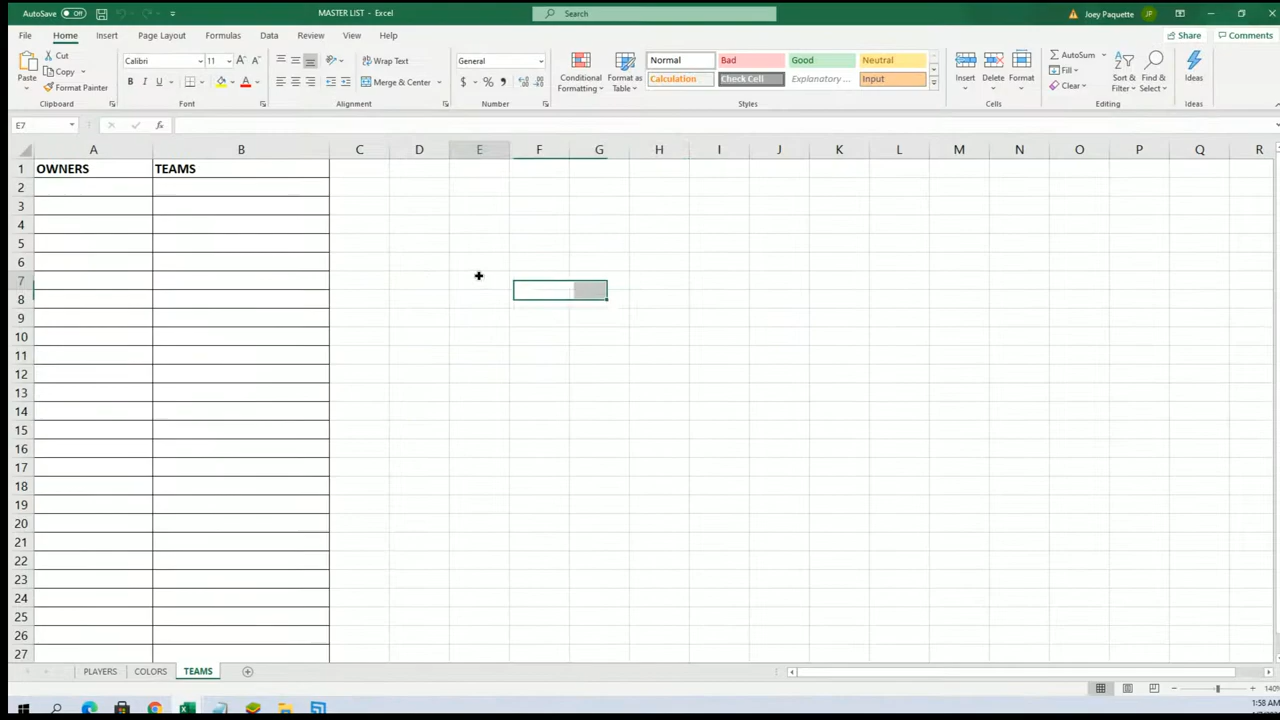 AutoSave Off MASTER LIST - Excel Search Joey Paquette JP
File Home Insert Page Layout Formulas Data Review View Help Share Comments
Paste Cut Copy Format Painter Clipboard
Calibri 11 A A B I U A Font
Wrap Text Merge & Center Alignment
General $ % Number
Conditional Formatting Format as Table
Normal Bad Good Neutral
Calculation Check Cell Explanatory ... Input
Styles
Insert Delete Format Cells
AutoSum Fill Clear Sort & Filter Find & Select Editing
Ideas Ideas
E7 fx
A B C D E F G H I J K L M N O P Q R
1 OWNERS TEAMS
2
3
4
5
6
7
8
9
10
11
12
13
14
15
16
17
18
19
20
21
22
23
24
25
26
27
PLAYERS COLORS TEAMS
140%
1:58 AM